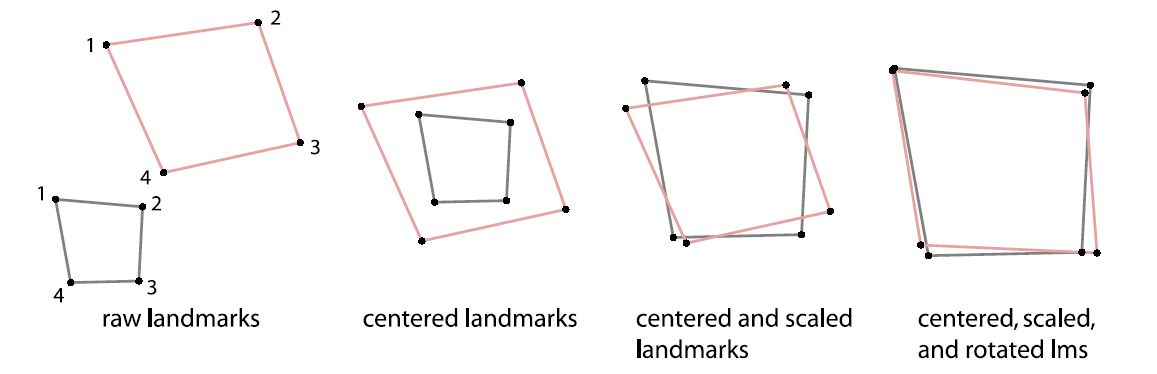 1
2
3
4
1
2
3
4
raw landmarks
centered landmarks
centered and scaled
landmarks
centered, scaled,
and rotated lms